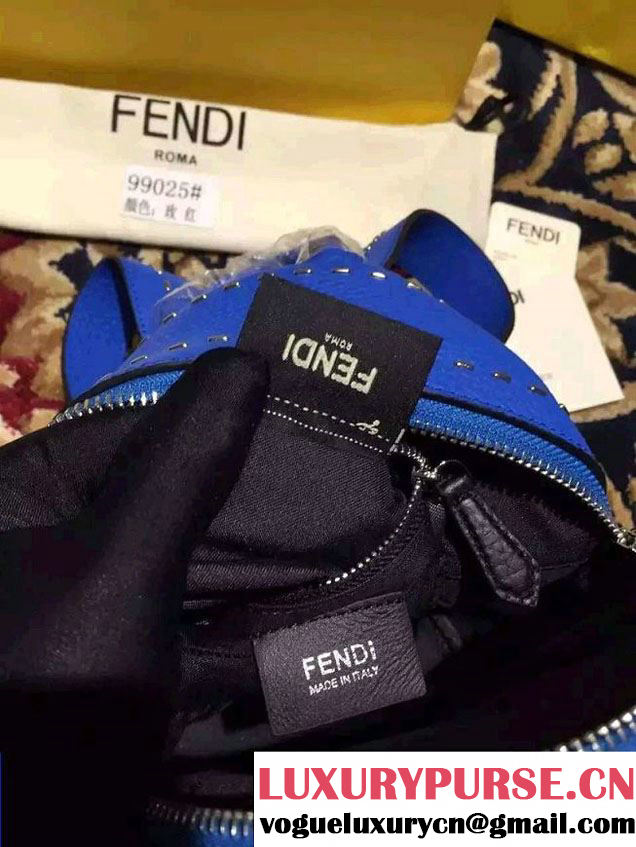 FENDI
ROMA
99025#
颜色：玫 红
FENDI
FENDI
ROMA
FENDI
MADE IN ITALY
LUXURYPURSE.CN
vogueluxurycn@gmail.com